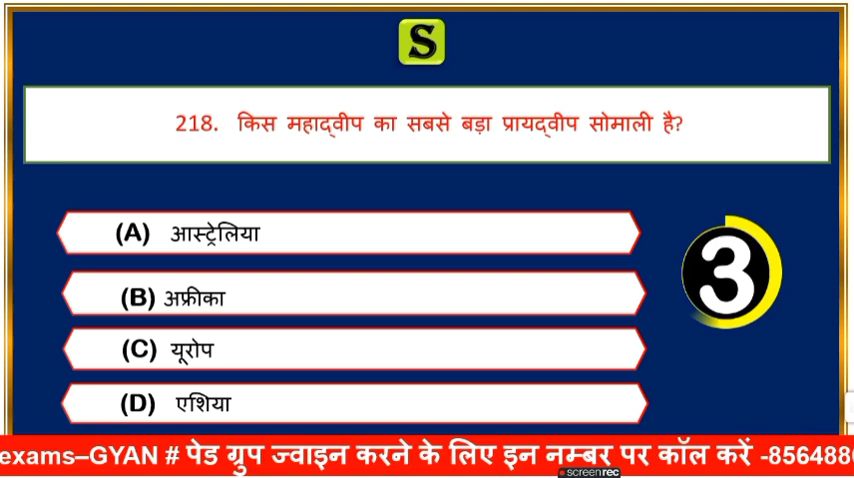 S
218. किस महाद्वीप का सबसे बड़ा प्रायद्वीप सोमाली है?
(A) आस्ट्रेलिया
3
(B) अफ्रीका
(C) यूरोप
(D) एशिया
exams–GYAN # पेड ग्रुप ज्वाइन करने के लिए इन नम्बर पर कॉल करें -856488
screenrec